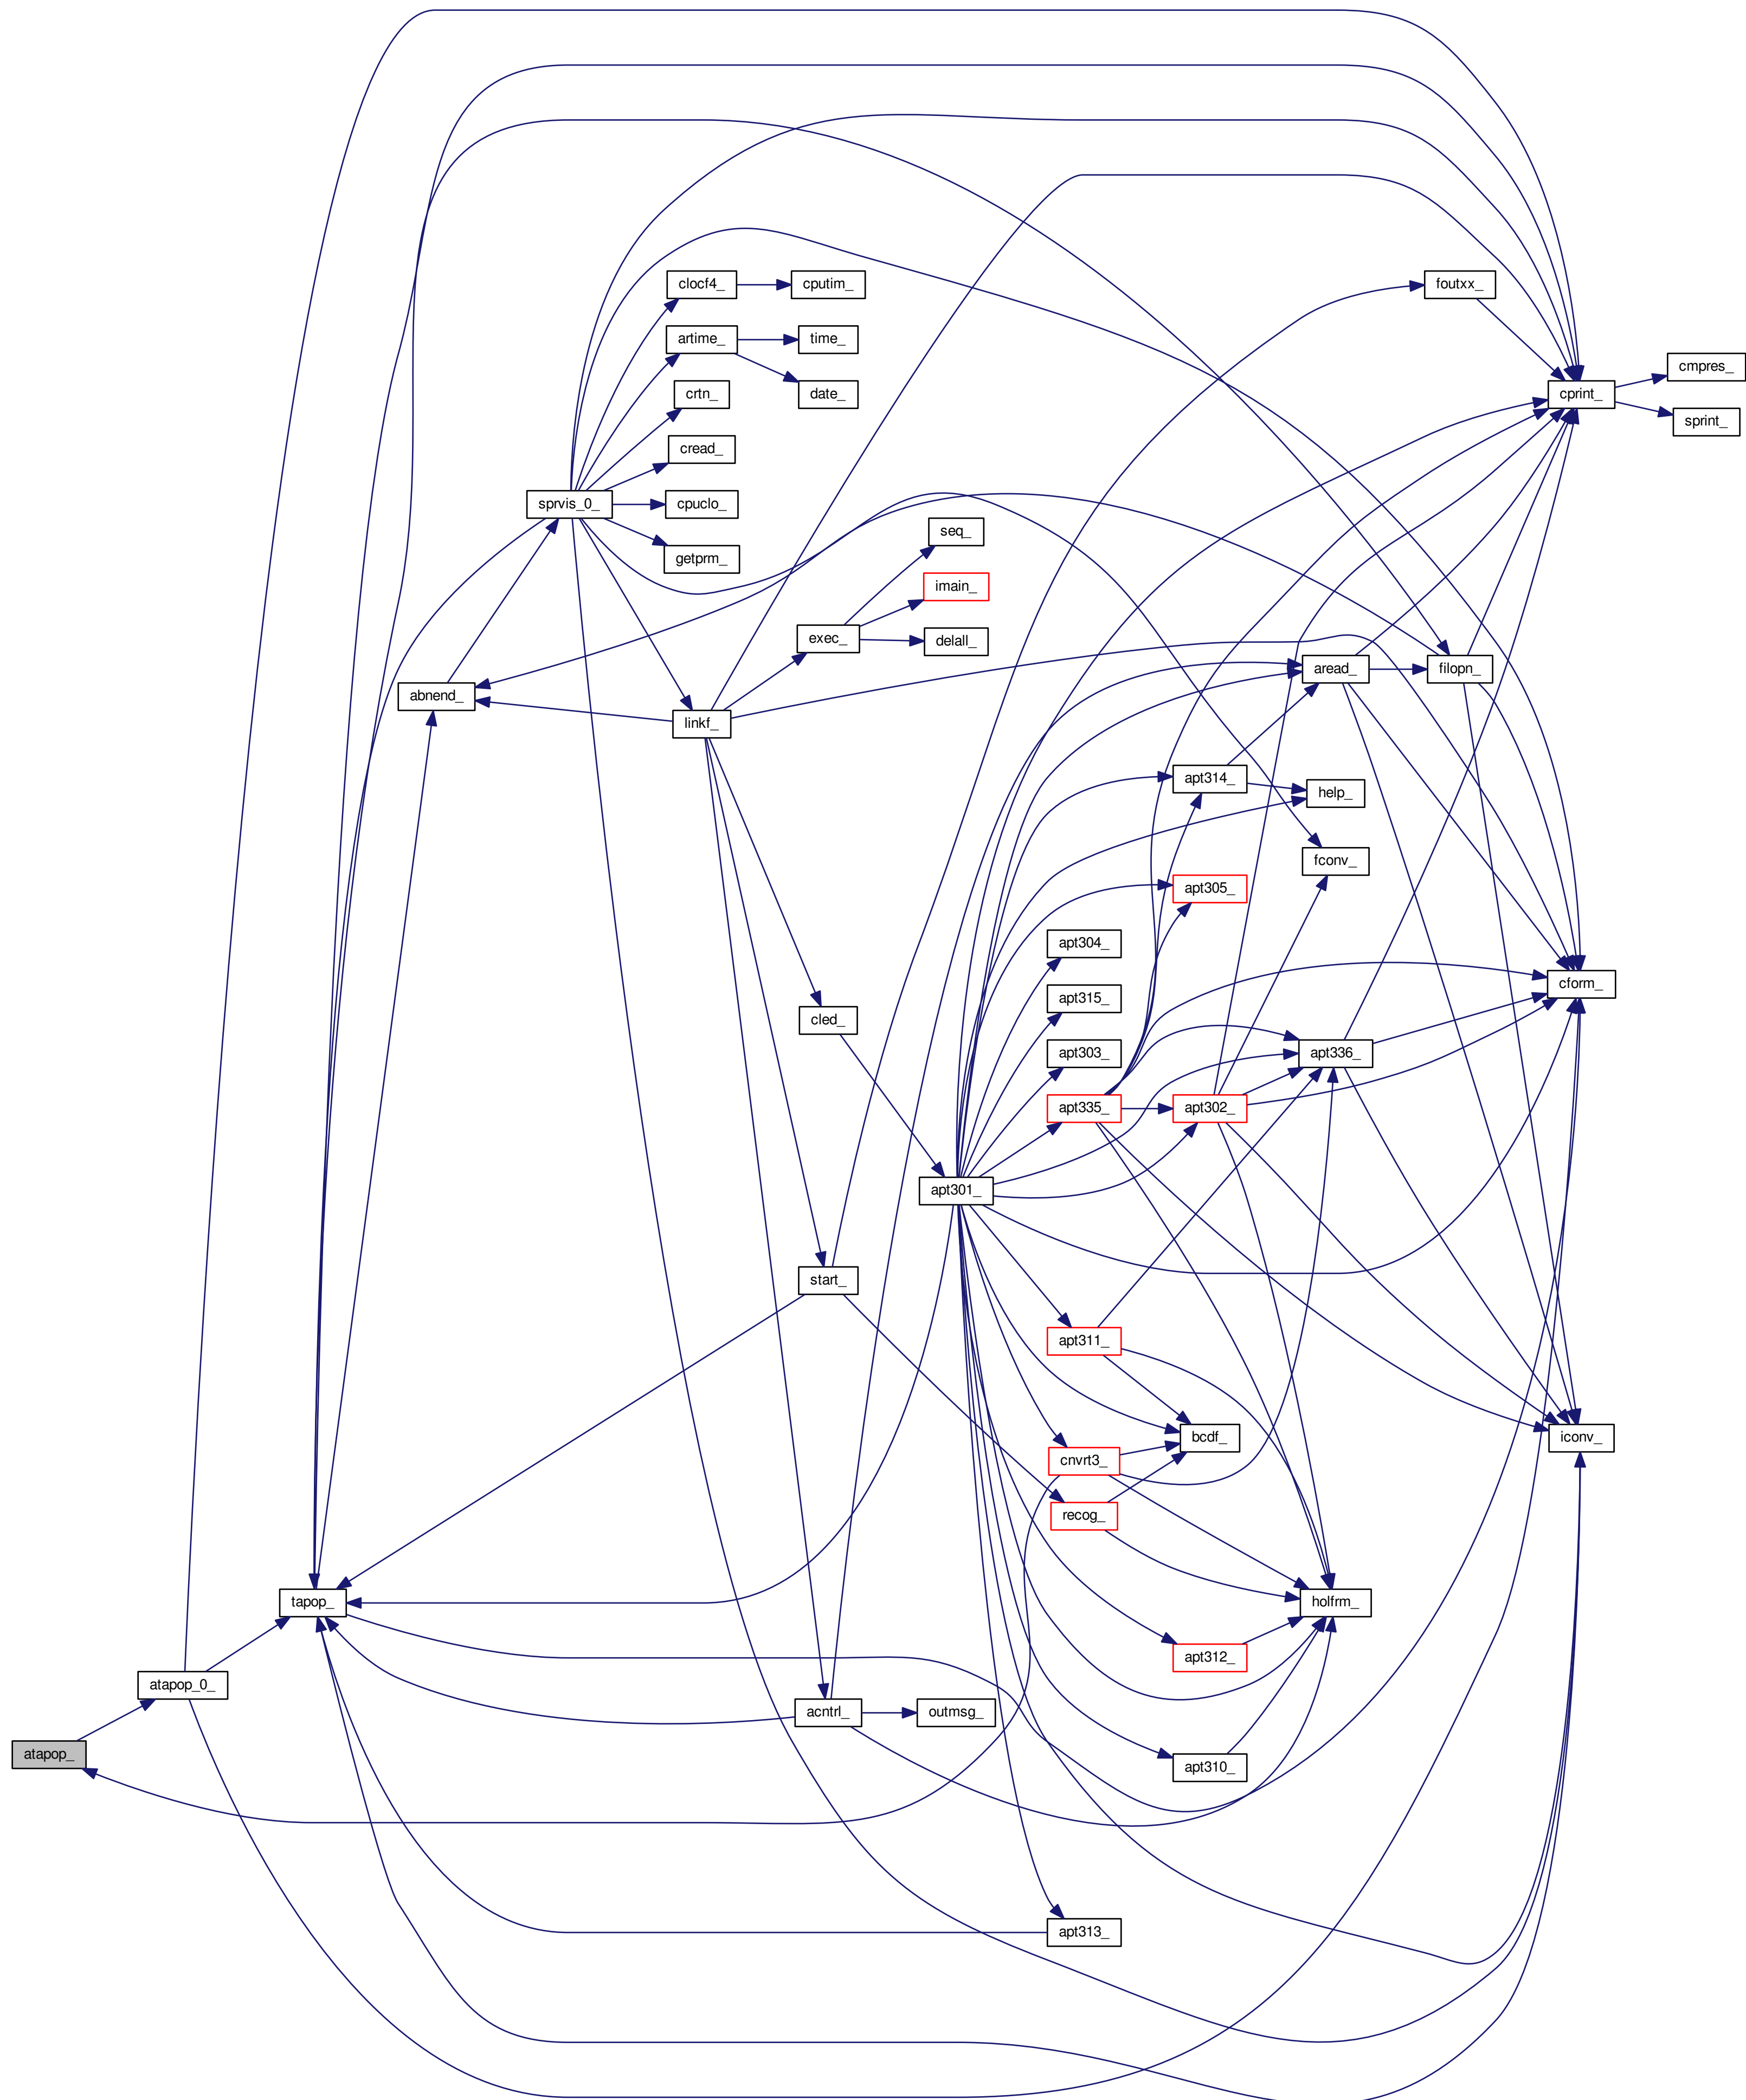 foutxx_
clocf4_
cputim_
artime_
time_
cmpres_
date_
crtn_
cprint_
sprint_
cread_
sprvis_0_
cpuclo_
seq_
getprm_
imain_
exec_
delall_
aread_
filopn_
abnend_
linkf_
apt314_
help_
fconv_
apt305_
apt304_
cform_
apt315_
cled_
apt303_
apt336_
apt335_
apt302_
apt301_
start_
apt311_
bcdf_
iconv_
cnvrt3_
recog_
tapop_
holfrm_
apt312_
atapop_0_
acntrl_
outmsg_
atapop_
apt310_
apt313_